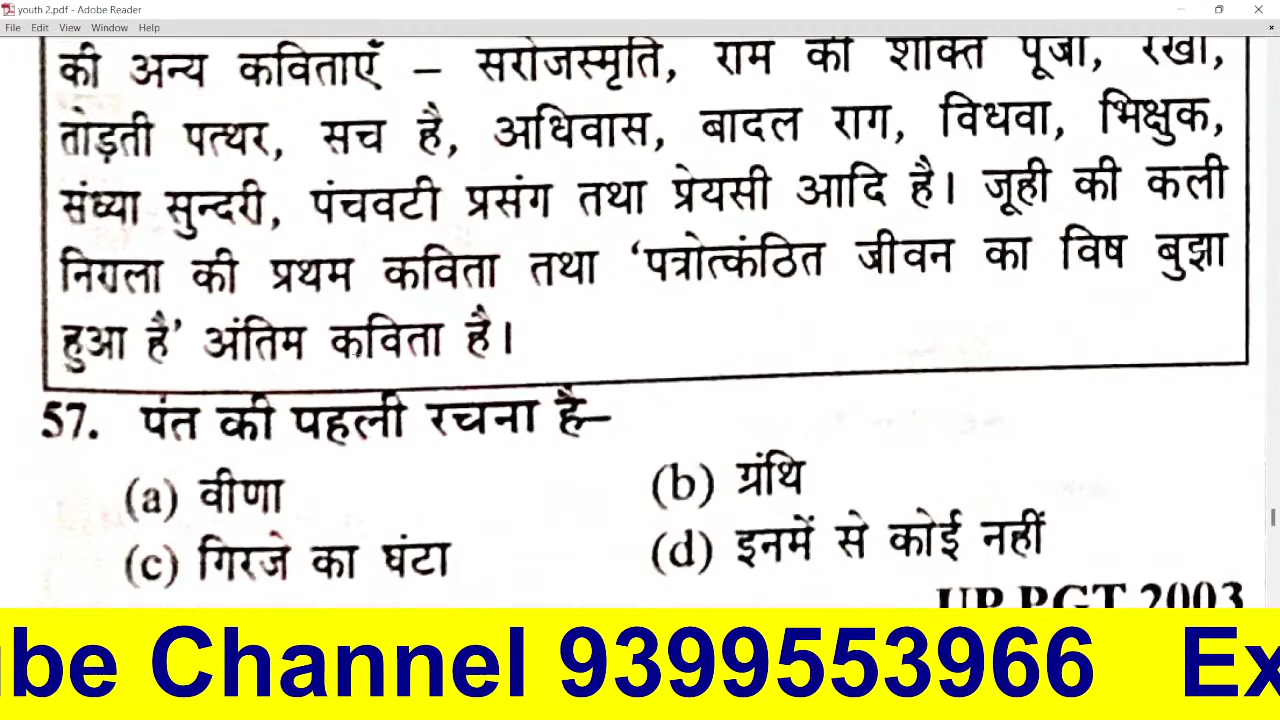 youth 2.pdf - Adobe Reader
File Edit View Window Help
की अन्य कविताएँ – सरोजस्मृति, राम की शक्ति पूजा, रेखा,
तोड़ती पत्थर, सच है, अधिवास, बादल राग, विधवा, भिक्षुक,
संध्या सुन्दरी, पंचवटी प्रसंग तथा प्रेयसी आदि है। जूही की कली
निराला की प्रथम कविता तथा ‘पत्रोत्कंठित जीवन का विष बुझा
हुआ है’ अंतिम कविता है।
57. पंत की पहली रचना है–
(a) वीणा (b) ग्रंथि
(c) गिरजे का घंटा (d) इनमें से कोई नहीं
UP PGT 2003
be Channel 9399553966 Ex